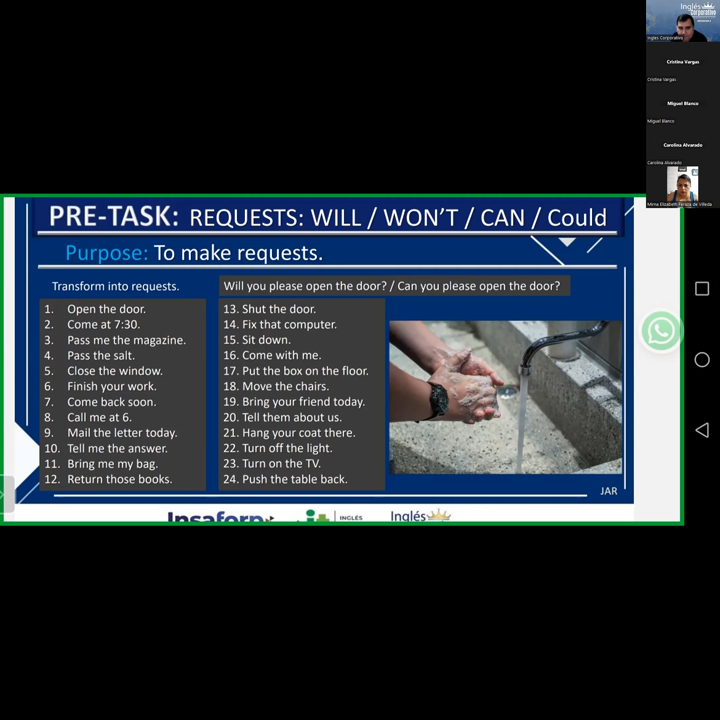 Inglés
Corporativo
Ingles Corporativo
Cristina Vargas
Cristina Vargas
Miguel Blanco
Miguel Blanco
Carolina Alvarado
Carolina Alvarado
Mirna Elizabeth de Villeda
PRE-TASK: REQUESTS: WILL / WON'T / CAN / Could
Purpose: To make requests.
Transform into requests.
Will you please open the door? / Can you please open the door?
1. Open the door.
2. Come at 7:30.
3. Pass me the magazine.
4. Pass the salt.
5. Close the window.
6. Finish your work.
7. Come back soon.
8. Call me at 6.
9. Mail the letter today.
10. Tell me the answer.
11. Bring me my bag.
12. Return those books.
13. Shut the door.
14. Fix that computer.
15. Sit down.
16. Come with me.
17. Put the box on the floor.
18. Move the chairs.
19. Bring your friend today.
20. Tell them about us.
21. Hang your coat there.
22. Turn off the light.
23. Turn on the TV.
24. Push the table back.
JAR
Insaforp
INGLÉS
Inglés